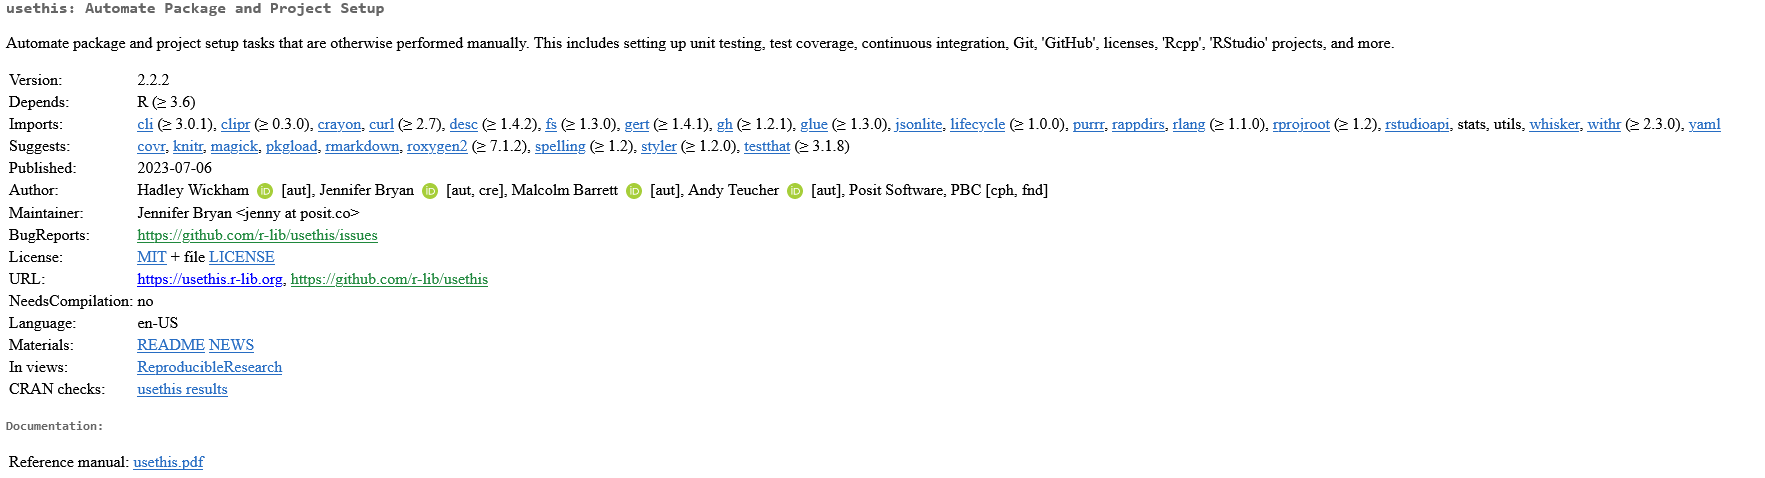 usethis: Automate Package and Project Setup
Automate package and project setup tasks that are otherwise performed manually. This includes setting up unit testing, test coverage, continuous integration, Git, 'GitHub', licenses, 'Rcpp', 'RStudio' projects, and more.
Version: 2.2.2
Depends: R (≥ 3.6)
Imports: cli (≥ 3.0.1), clipr (≥ 0.3.0), crayon, curl (≥ 2.7), desc (≥ 1.4.2), fs (≥ 1.3.0), gert (≥ 1.4.1), gh (≥ 1.2.1), glue (≥ 1.3.0), jsonlite, lifecycle (≥ 1.0.0), purrr, rappdirs, rlang (≥ 1.1.0), rprojroot (≥ 1.2), rstudioapi, stats, utils, whisker, withr (≥ 2.3.0), yaml
Suggests: covr, knitr, magick, pkgload, rmarkdown, roxygen2 (≥ 7.1.2), spelling (≥ 1.2), styler (≥ 1.2.0), testthat (≥ 3.1.8)
Published: 2023-07-06
Author: Hadley Wickham iD [aut], Jennifer Bryan iD [aut, cre], Malcolm Barrett iD [aut], Andy Teucher iD [aut], Posit Software, PBC [cph, fnd]
Maintainer: Jennifer Bryan <jenny at posit.co>
BugReports: https://github.com/r-lib/usethis/issues
License: MIT + file LICENSE
URL: https://usethis.r-lib.org, https://github.com/r-lib/usethis
NeedsCompilation: no
Language: en-US
Materials: README NEWS
In views: ReproducibleResearch
CRAN checks: usethis results
Documentation:
Reference manual: usethis.pdf